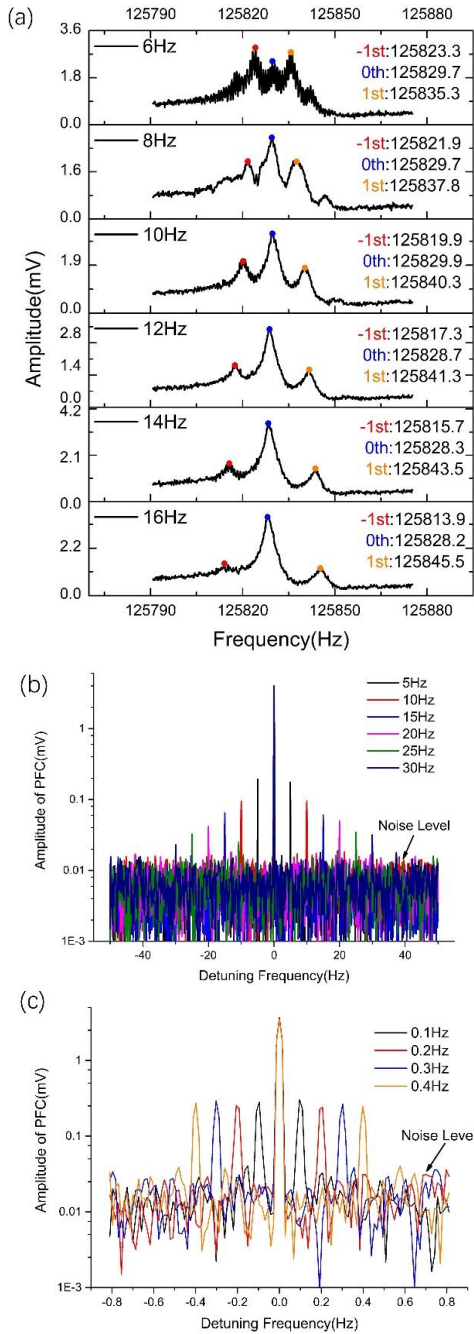 (a)
125790 125820 125850 125880
3.6
1.8
0.0
6Hz
-1st:125823.3
0th:125829.7
1st:125835.3
1.6
0.0
8Hz
-1st:125821.9
0th:125829.7
1st:125837.8
1.9
0.0
10Hz
-1st:125819.9
0th:125829.9
1st:125840.3
2.8
1.4
0.0
12Hz
-1st:125817.3
0th:125828.7
1st:125841.3
4.2
2.1
0.0
14Hz
-1st:125815.7
0th:125828.3
1st:125843.5
2.2
0.0
16Hz
-1st:125813.9
0th:125828.2
1st:125845.5
Amplitude(mV)
125790 125820 125850 125880
Frequency(Hz)
(b)
5Hz
10Hz
15Hz
20Hz
25Hz
30Hz
Noise Level
Amplitude of PFC(mV)
1
0.1
0.01
1E-3
-40 -20 0 20 40
Detuning Frequency(Hz)
(c)
0.1Hz
0.2Hz
0.3Hz
0.4Hz
Noise Leve
Amplitude of PFC(mV)
1
0.1
0.01
1E-3
-0.8 -0.6 -0.4 -0.2 0.0 0.2 0.4 0.6 0.8
Detuning Frequency(Hz)